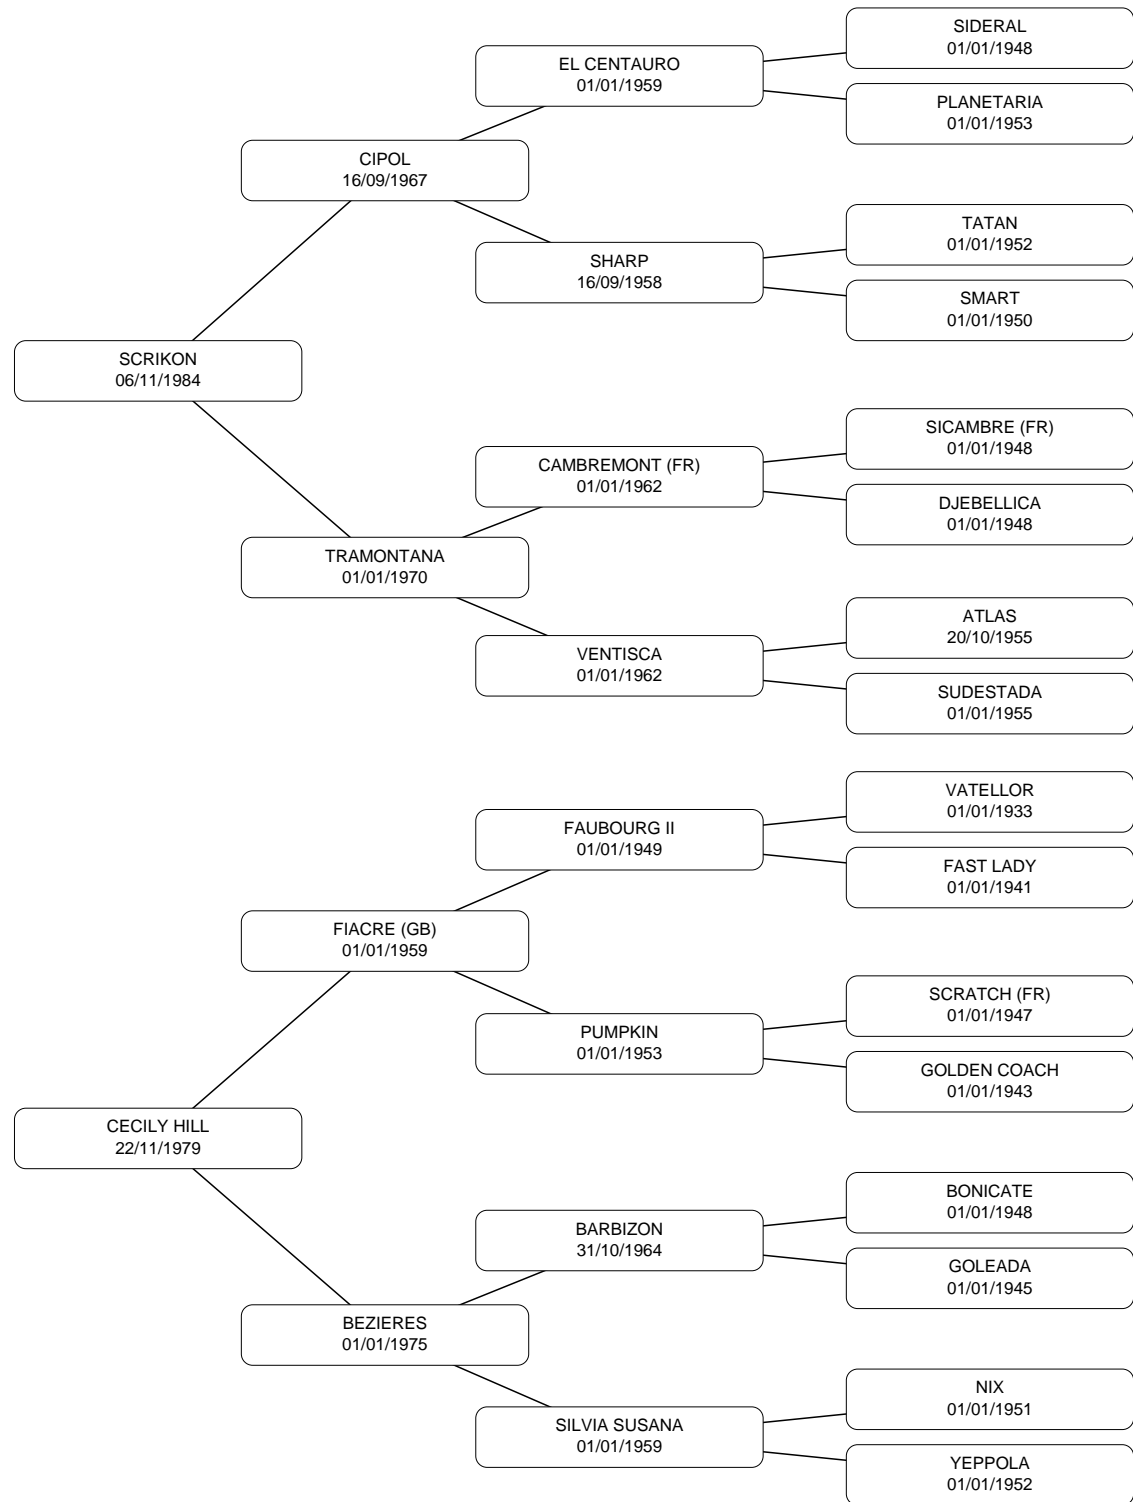 SIDERAL
01/01/1948
EL CENTAURO
01/01/1959
PLANETARIA
01/01/1953
CIPOL
16/09/1967
TATAN
01/01/1952
SHARP
16/09/1958
SMART
01/01/1950
SCRIKON
06/11/1984
SICAMBRE (FR)
01/01/1948
CAMBREMONT (FR)
01/01/1962
DJEBELLICA
01/01/1948
TRAMONTANA
01/01/1970
ATLAS
20/10/1955
VENTISCA
01/01/1962
SUDESTADA
01/01/1955
VATELLOR
01/01/1933
FAUBOURG II
01/01/1949
FAST LADY
01/01/1941
FIACRE (GB)
01/01/1959
SCRATCH (FR)
01/01/1947
PUMPKIN
01/01/1953
GOLDEN COACH
01/01/1943
CECILY HILL
22/11/1979
BONICATE
01/01/1948
BARBIZON
31/10/1964
GOLEADA
01/01/1945
BEZIERES
01/01/1975
NIX
01/01/1951
SILVIA SUSANA
01/01/1959
YEPPOLA
01/01/1952